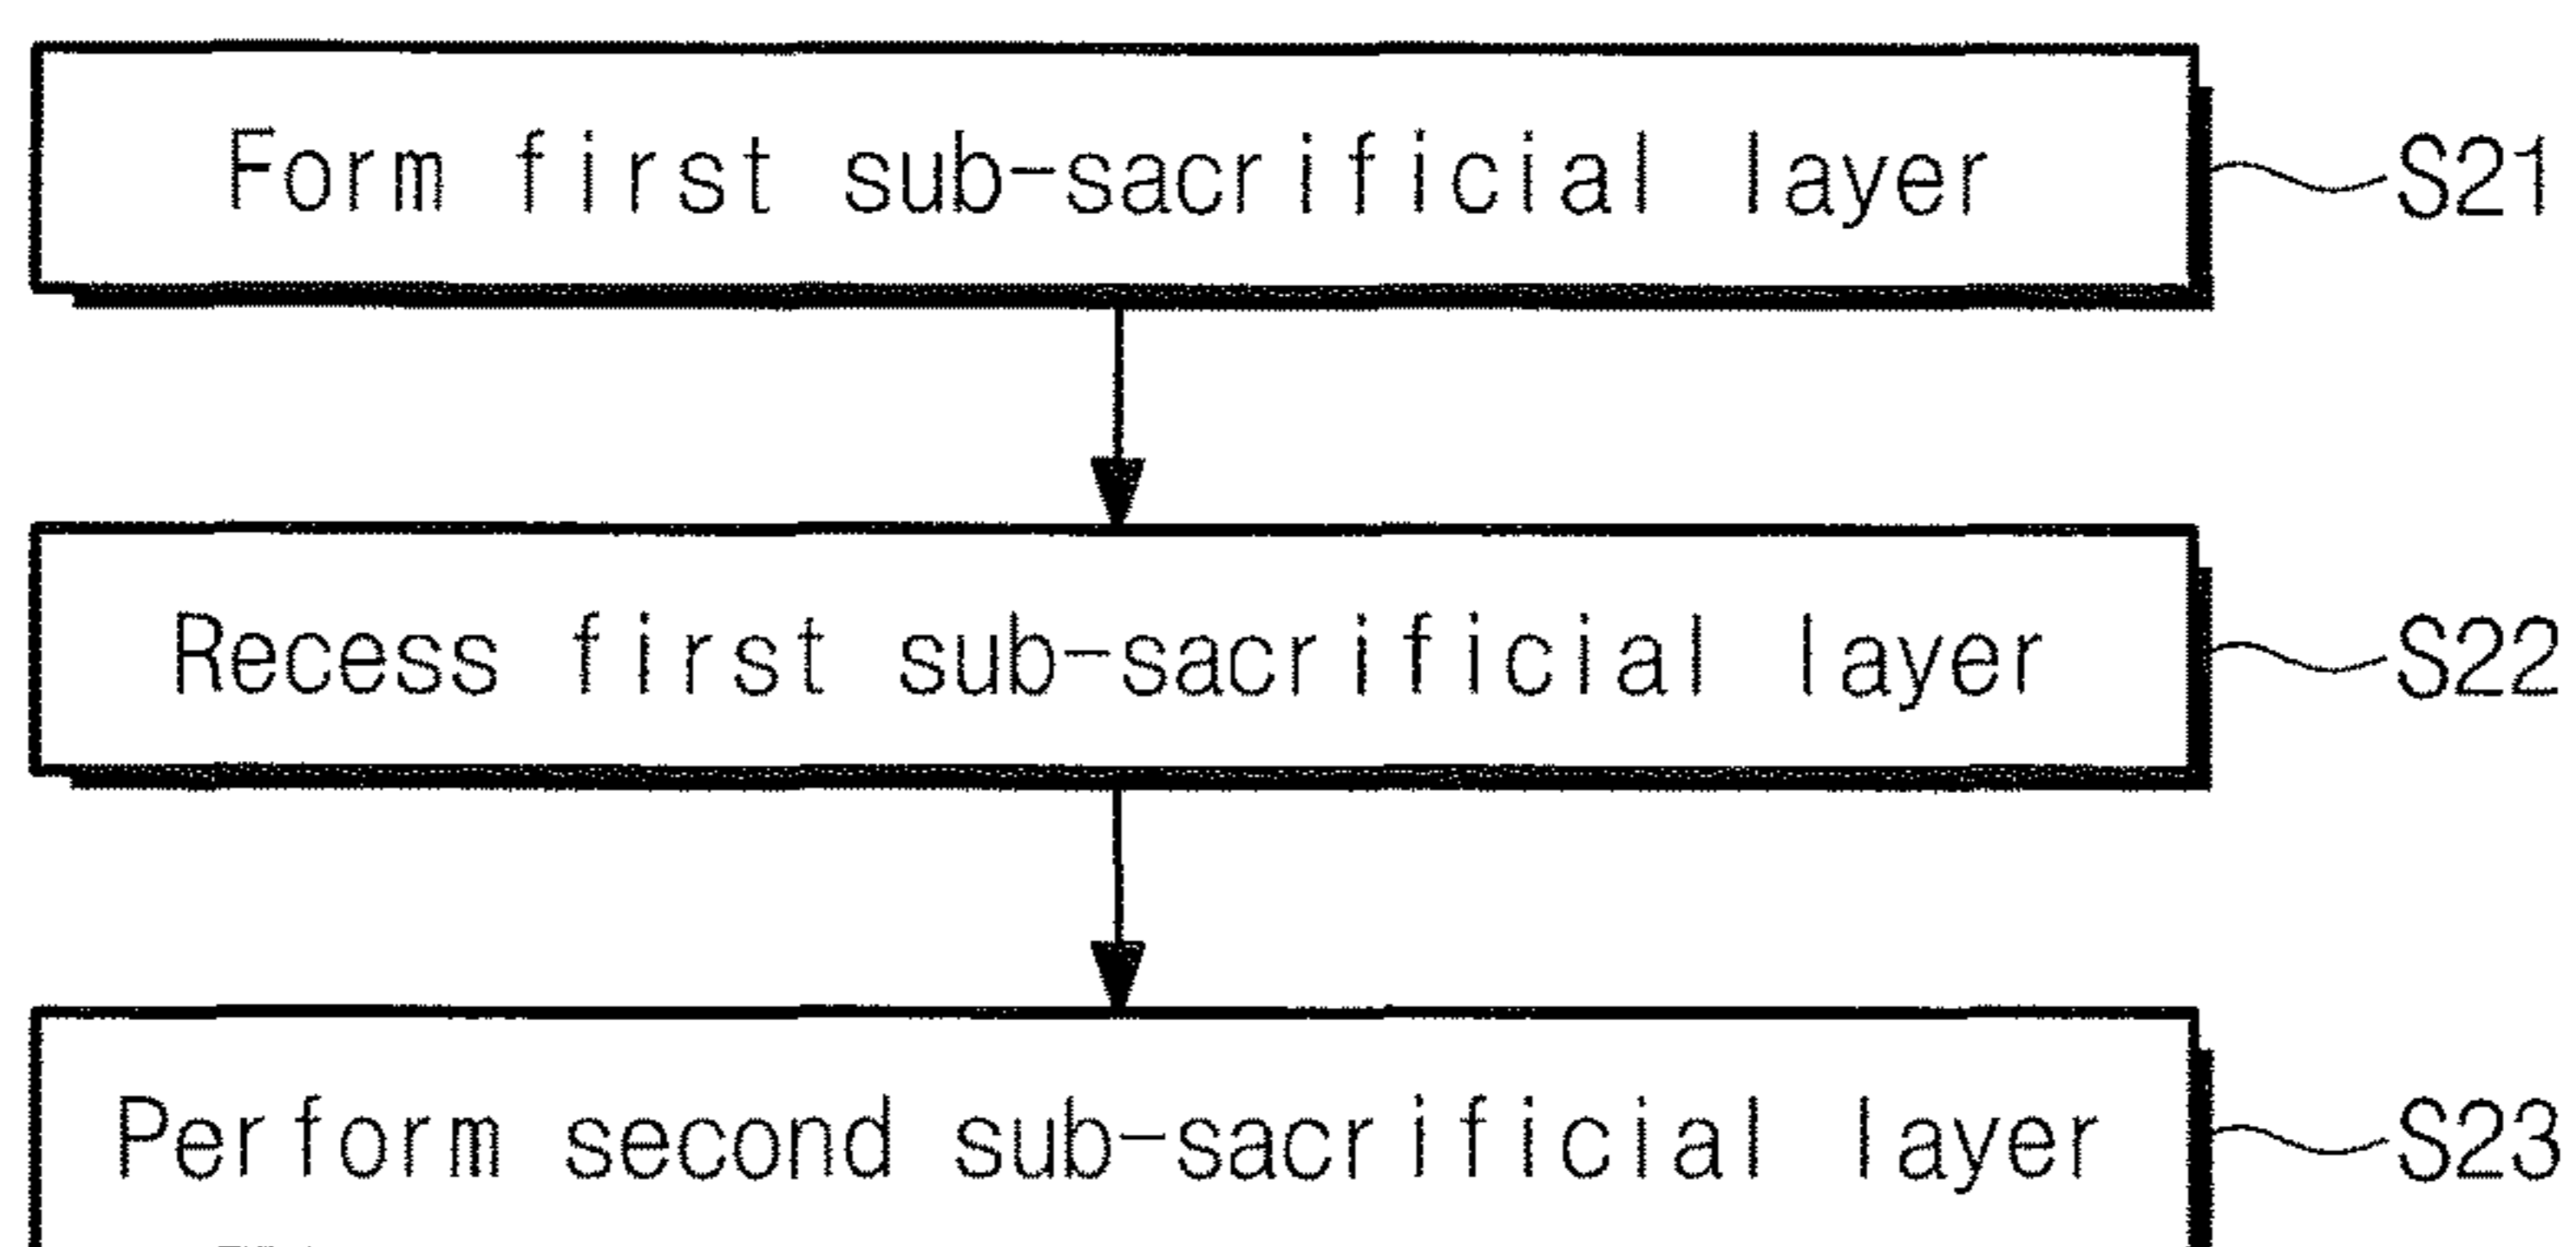 Form first sub-sacrificial layer S21
Recess first sub-sacrificial layer S22
Perform second sub-sacrificial layer S23